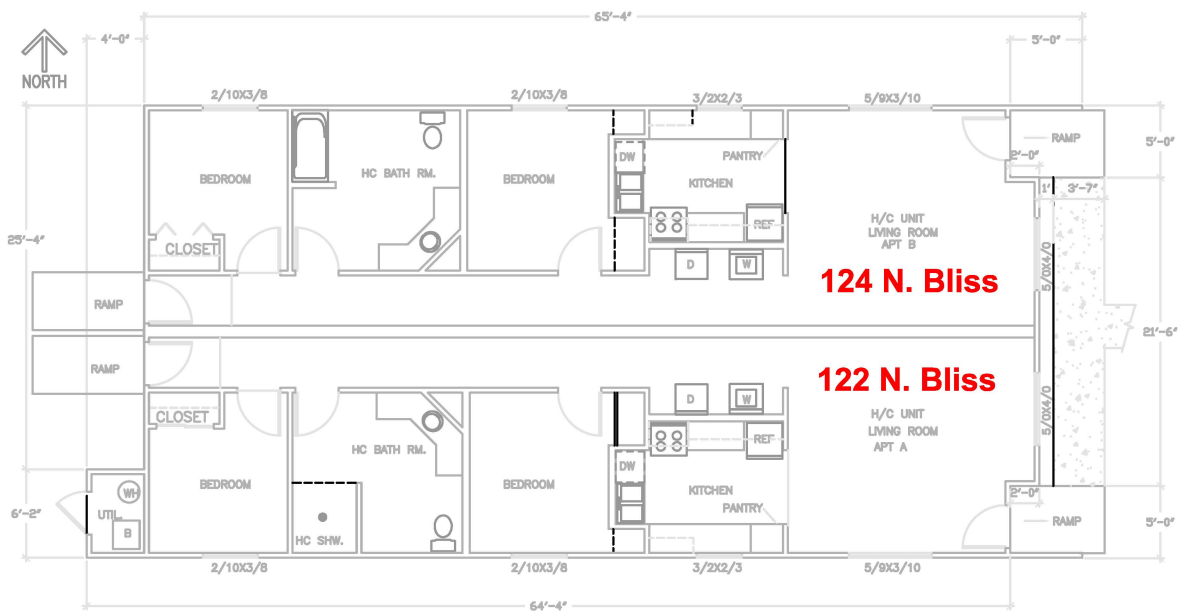 65'-4"
4'-0"
5'-0"
NORTH
2/10X3/8
2/10X3/8
3/2X2/3
5/9X3/10
RAMP
5'-0"
DW
PANTRY
2'-0"
HC BATH RM.
BEDROOM
BEDROOM
KITCHEN
1'
3'-7"
H/C UNIT
LIVING ROOM
APT B
REF
25'-4"
CLOSET
D
W
5/0X4/0
124 N. Bliss
RAMP
21'-6"
RAMP
122 N. Bliss
D
W
CLOSET
H/C UNIT
LIVING ROOM
APT A
5/0X4/0
HC BATH RM.
REF
DW
BEDROOM
BEDROOM
KITCHEN
WH
2'-0"
6'-2"
UTIL.
PANTRY
RAMP
5'-0"
B
HC SHW.
2/10X3/8
2/10X3/8
3/2X2/3
5/9X3/10
64'-4"